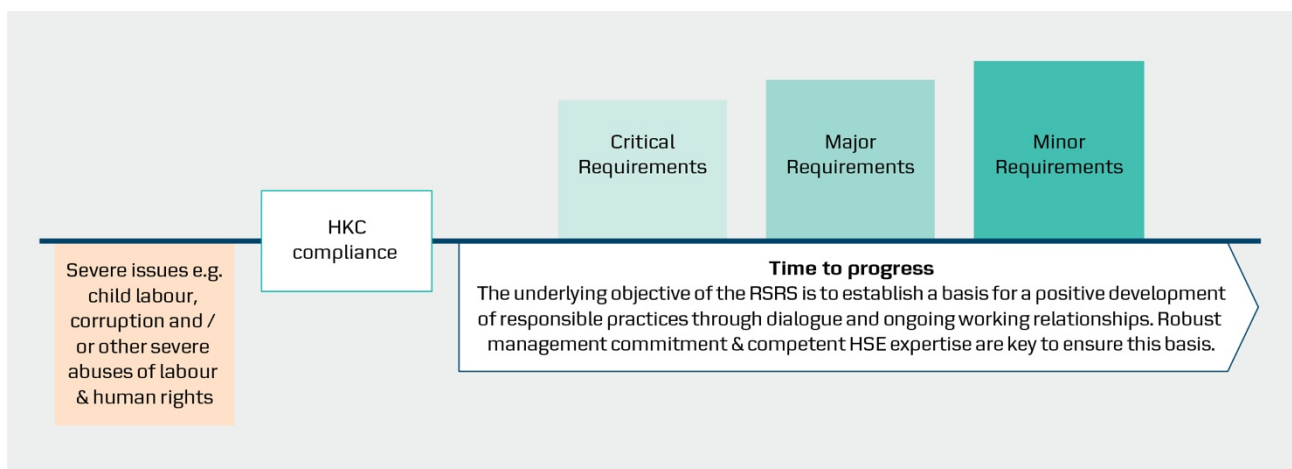 Critical
Requirements
Major
Requirements
Minor
Requirements
HKC
compliance
Severe issues e.g.
child labour,
corruption and /
or other severe
abuses of labour
& human rights
Time to progress
The underlying objective of the RSRS is to establish a basis for a positive development
of responsible practices through dialogue and ongoing working relationships. Robust
management commitment & competent HSE expertise are key to ensure this basis.